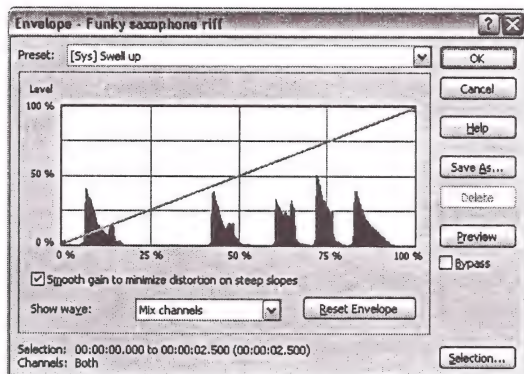 Envelope - Funky saxophone riff
Preset: [Sys] Swell up
OK
Cancel
Help
Save As...
Delete
Preview
Bypass
Level
100 %
50 %
0 %
0 % 25 % 50 % 75 % 100 %
Smooth gain to minimize distortion on steep slopes
Show wave: Mix channels Reset Envelope
Selection: 00:00:00.000 to 00:00:02.500 (00:00:02.500)
Channels: Both
Selection...